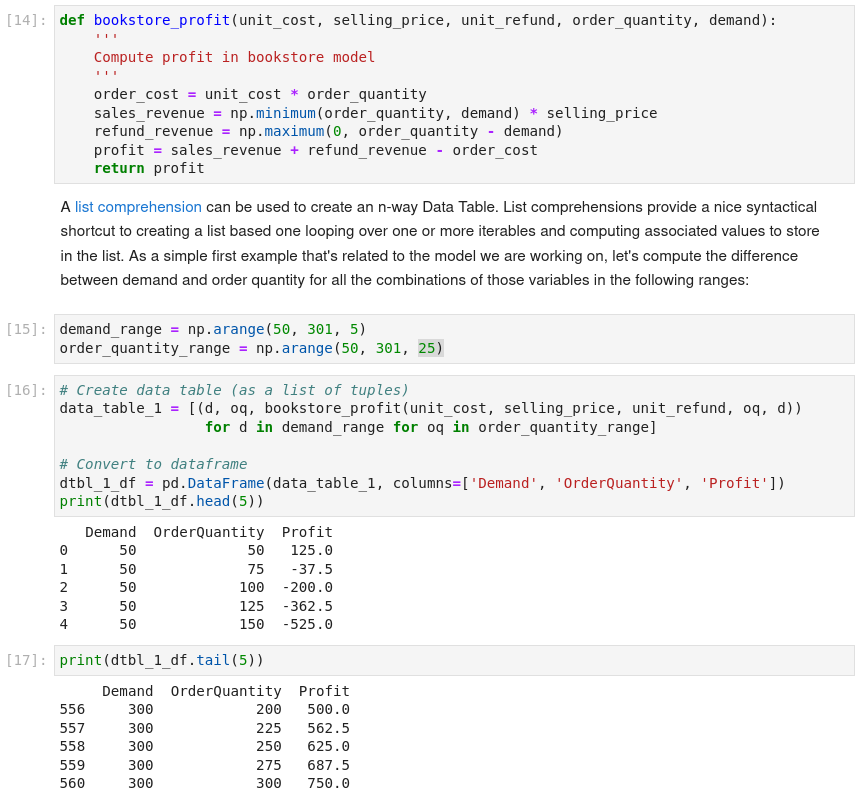 [14]: def bookstore_profit(unit_cost, selling_price, unit_refund, order_quantity, demand):
    '''
    Compute profit in bookstore model
    '''
    order_cost = unit_cost * order_quantity
    sales_revenue = np.minimum(order_quantity, demand) * selling_price
    refund_revenue = np.maximum(0, order_quantity - demand)
    profit = sales_revenue + refund_revenue - order_cost
    return profit
A list comprehension can be used to create an n-way Data Table. List comprehensions provide a nice syntactical
shortcut to creating a list based one looping over one or more iterables and computing associated values to store
in the list. As a simple first example that's related to the model we are working on, let's compute the difference
between demand and order quantity for all the combinations of those variables in the following ranges:
[15]: demand_range = np.arange(50, 301, 5)
order_quantity_range = np.arange(50, 301, 25)
[16]: # Create data table (as a list of tuples)
data_table_1 = [(d, oq, bookstore_profit(unit_cost, selling_price, unit_refund, oq, d))
                 for d in demand_range for oq in order_quantity_range]
# Convert to dataframe
dtbl_1_df = pd.DataFrame(data_table_1, columns=['Demand', 'OrderQuantity', 'Profit'])
print(dtbl_1_df.head(5))
   Demand  OrderQuantity  Profit
0      50             50   125.0
1      50             75   -37.5
2      50            100  -200.0
3      50            125  -362.5
4      50            150  -525.0
[17]: print(dtbl_1_df.tail(5))
     Demand  OrderQuantity  Profit
556     300            200   500.0
557     300            225   562.5
558     300            250   625.0
559     300            275   687.5
560     300            300   750.0